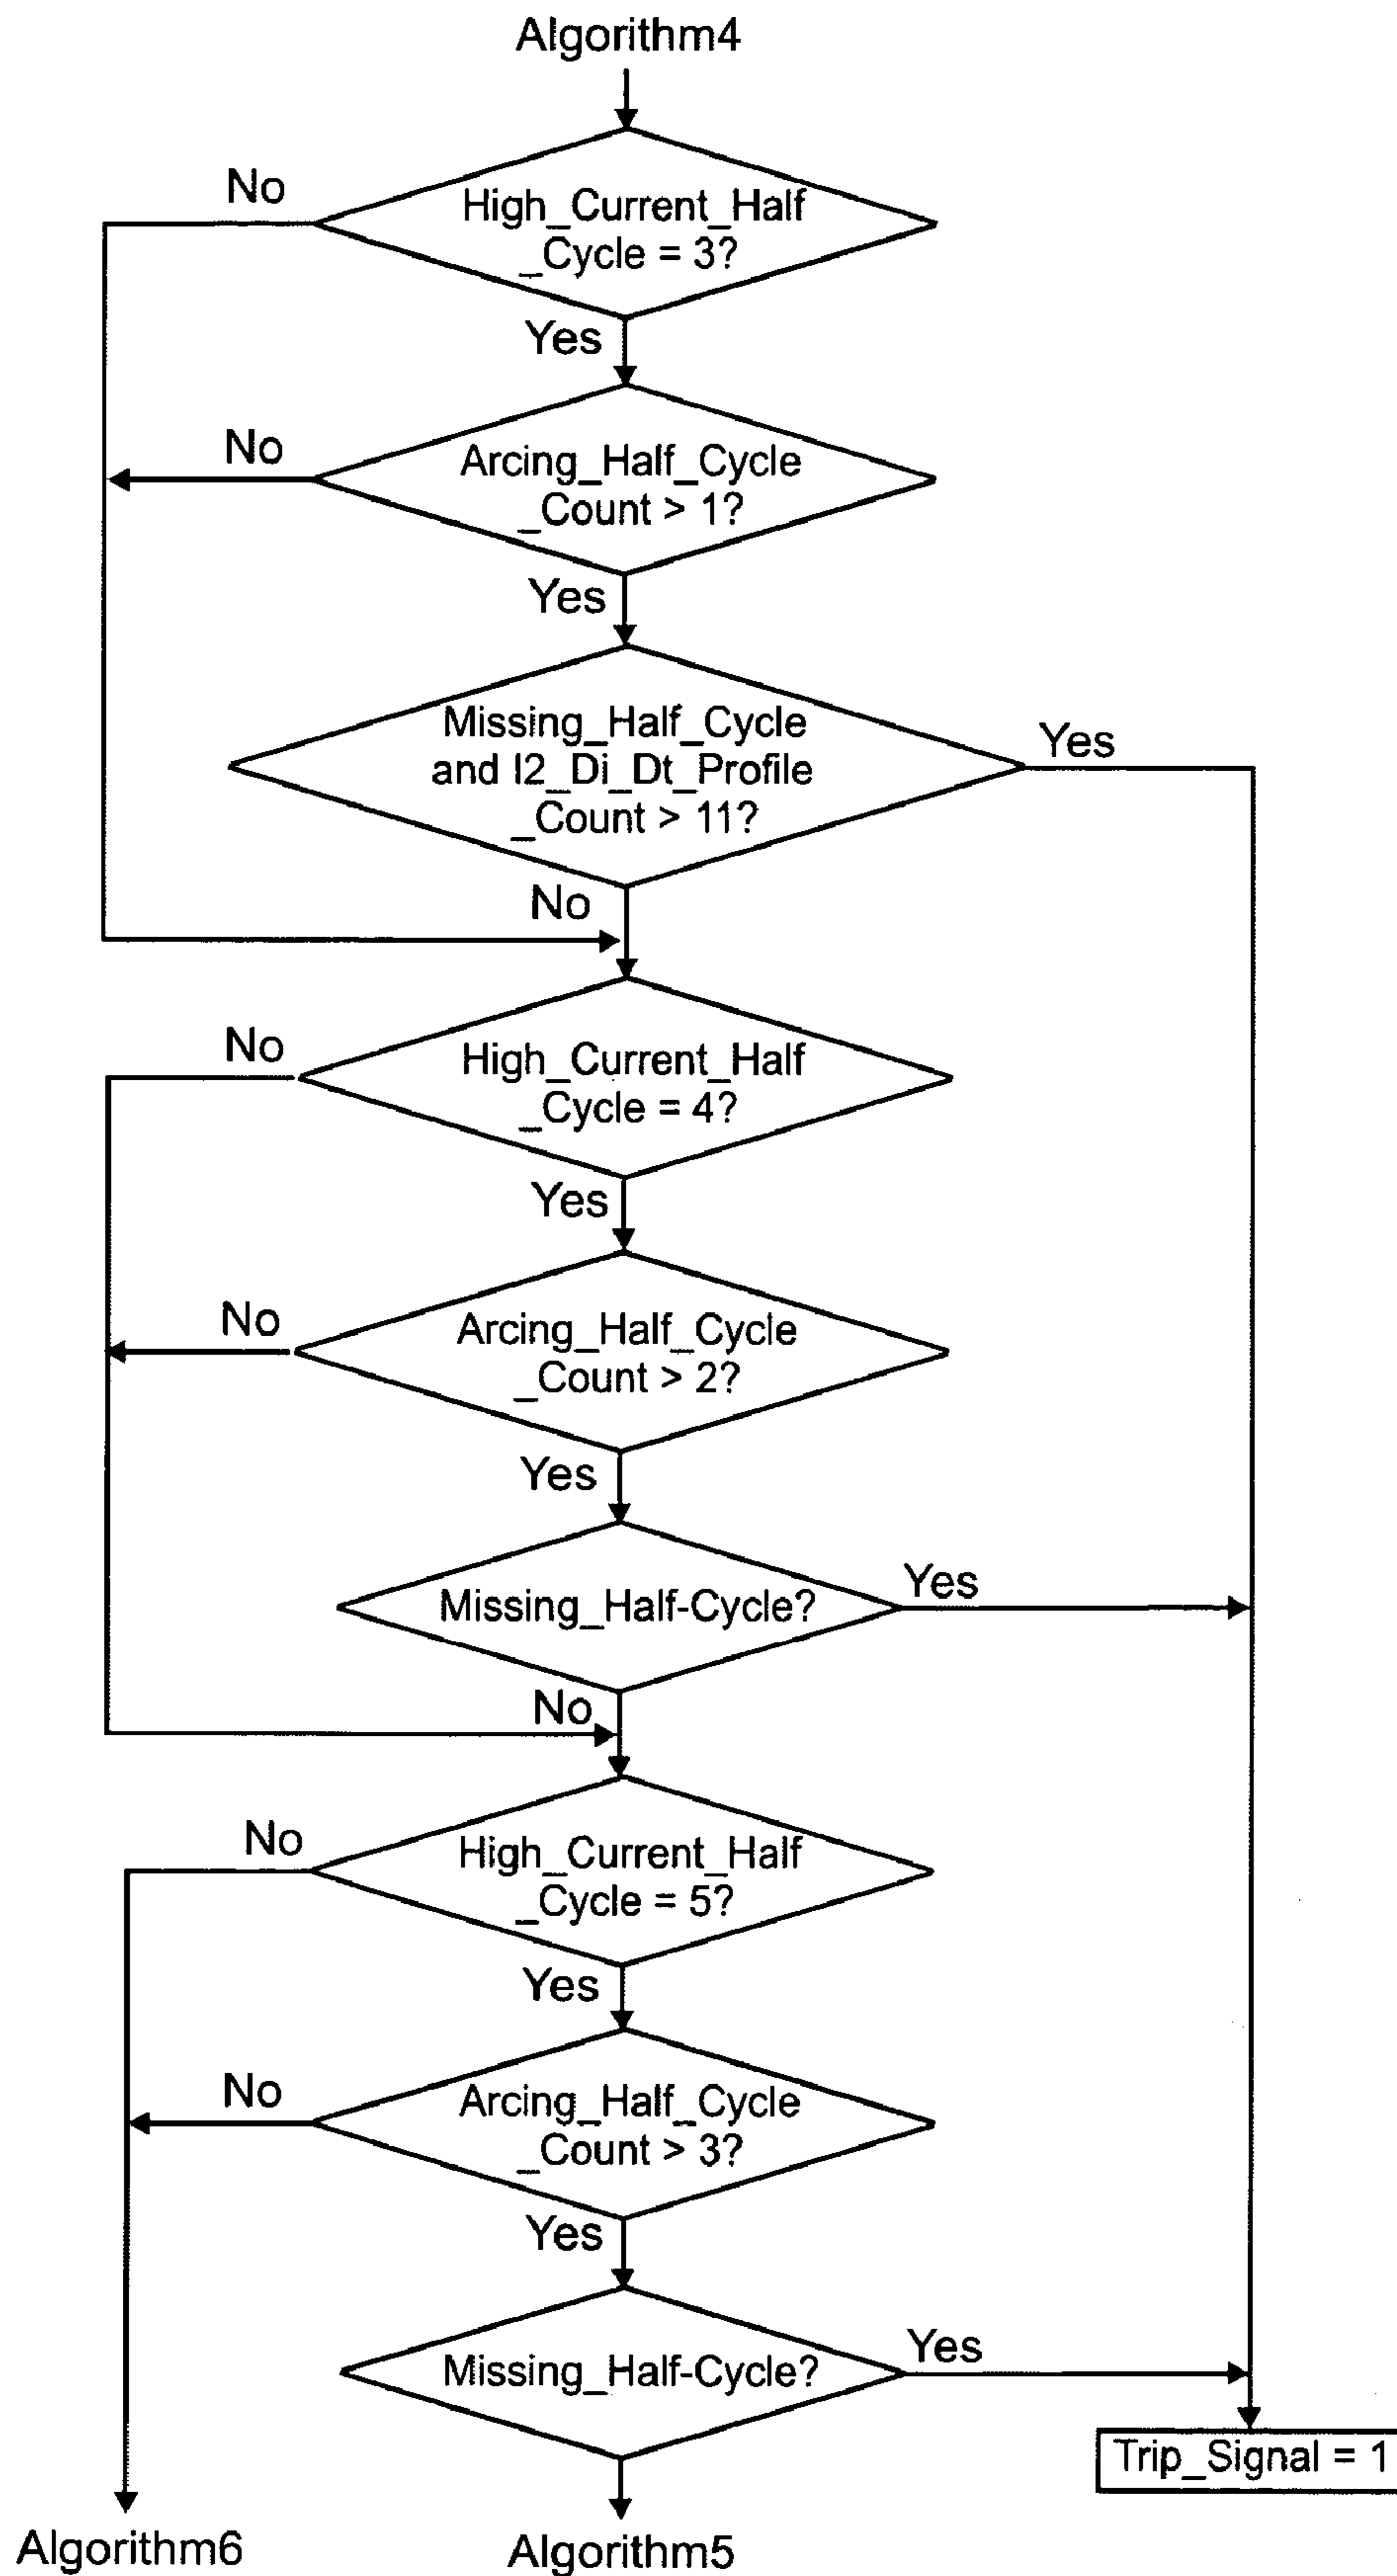 Algorithm4
No
High_Current_Half
_Cycle = 3?
Yes
No
Arcing_Half_Cycle
_Count > 1?
Yes
Missing_Half_Cycle
and I2_Di_Dt_Profile
_Count > 11?
Yes
No
No
High_Current_Half
_Cycle = 4?
Yes
No
Arcing_Half_Cycle
_Count > 2?
Yes
Missing_Half-Cycle?
Yes
No
No
High_Current_Half
_Cycle = 5?
Yes
No
Arcing_Half_Cycle
_Count > 3?
Yes
Missing_Half-Cycle?
Yes
Trip_Signal = 1
Algorithm6
Algorithm5